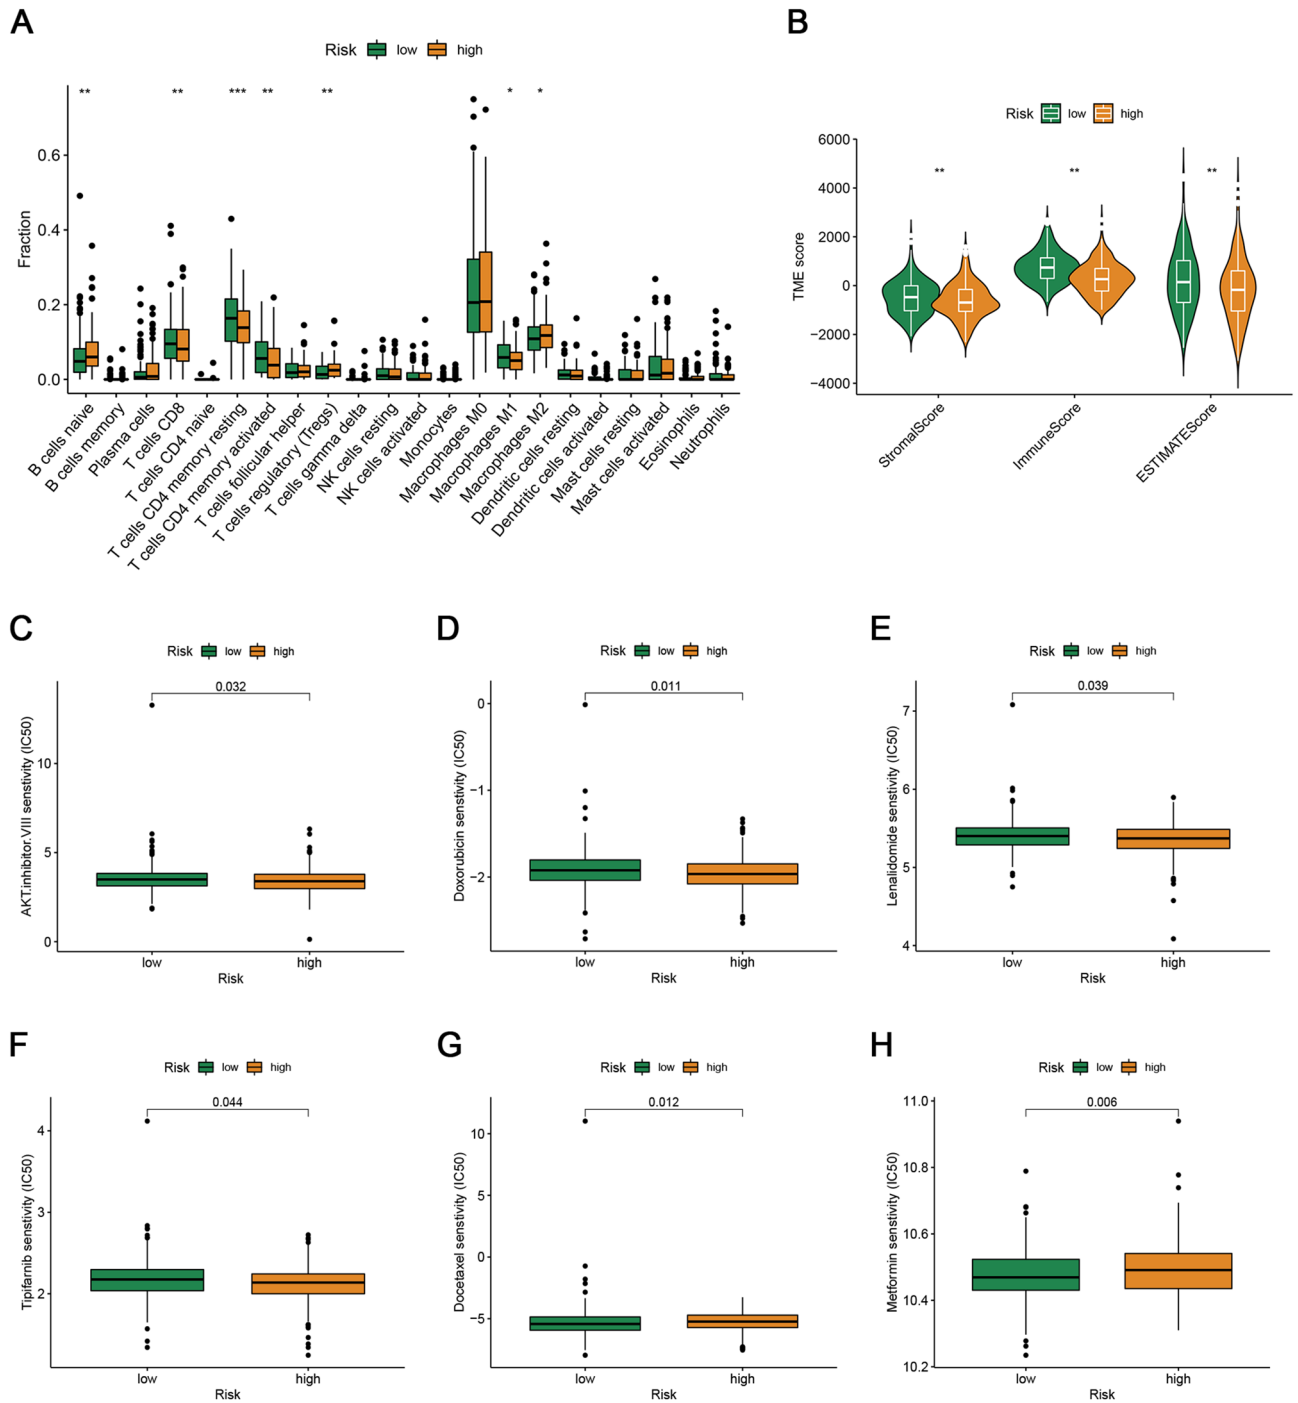 A
Risk low high
** ** *** ** ** * *
Fraction
0.6
0.4
0.2
0.0
B cells naive
B cells memory
Plasma cells
T cells CD8
T cells CD4 naive
T cells CD4 memory resting
T cells CD4 memory activated
T cells follicular helper
T cells regulatory (Tregs)
T cells gamma delta
NK cells resting
NK cells activated
Monocytes
Macrophages M0
Macrophages M1
Macrophages M2
Dendritic cells resting
Dendritic cells activated
Mast cells resting
Mast cells activated
Eosinophils
Neutrophils
B
Risk low high
** ** **
TME score
6000
4000
2000
0
−2000
−4000
StromalScore
ImmuneScore
ESTIMATEScore
C
Risk low high
0.032
AKT.inhibitor.VIII senstivity (IC50)
10
5
0
low high
Risk
D
Risk low high
0.011
Doxorubicin senstivity (IC50)
0
−1
−2
low high
Risk
E
Risk low high
0.039
Lenalidomide senstivity (IC50)
7
6
5
4
low high
Risk
F
Risk low high
0.044
Tipifarnib senstivity (IC50)
4
3
2
low high
Risk
G
Risk low high
0.012
Docetaxel senstivity (IC50)
10
5
0
−5
low high
Risk
H
Risk low high
0.006
Metformin senstivity (IC50)
11.0
10.8
10.6
10.4
10.2
low high
Risk